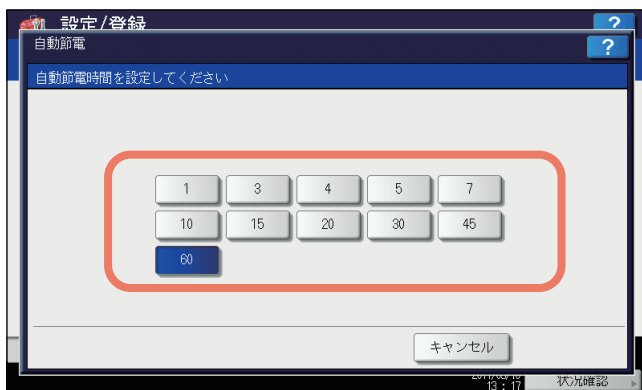 設定/登録
?
自動節電
?
自動節電時間を設定してください
1 3 4 5 7
10 15 20 30 45
60
キャンセル
13:17
状況確認